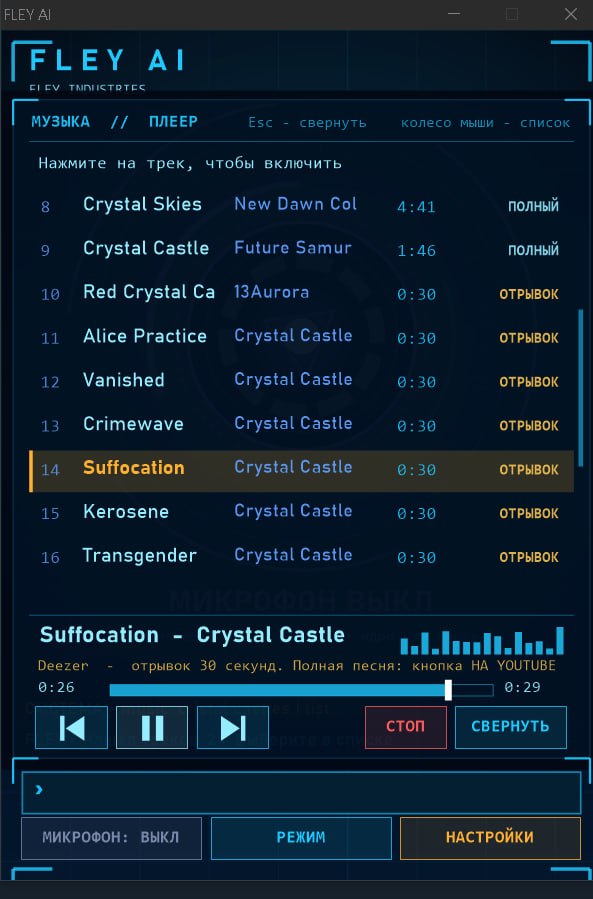 FLEY AI
FLEY AI
FLEY INDUSTRIES
МУЗЫКА // ПЛЕЕР Esc - свернуть колесо мыши - список
Нажмите на трек, чтобы включить
8 Crystal Skies New Dawn Col 4:41 ПОЛНЫЙ
9 Crystal Castle Future Samur 1:46 ПОЛНЫЙ
10 Red Crystal Ca 13Aurora 0:30 ОТРЫВОК
11 Alice Practice Crystal Castle 0:30 ОТРЫВОК
12 Vanished Crystal Castle 0:30 ОТРЫВОК
13 Crimewave Crystal Castle 0:30 ОТРЫВОК
14 Suffocation Crystal Castle 0:30 ОТРЫВОК
15 Kerosene Crystal Castle 0:30 ОТРЫВОК
16 Transgender Crystal Castle 0:30 ОТРЫВОК
МИКРОФОН ВЫКЛ
Suffocation - Crystal Castle
Deezer - отрывок 30 секунд. Полная песня: кнопка НА YOUTUBE
0:26 0:29
СТОП СВЕРНУТЬ
›
МИКРОФОН: ВЫКЛ РЕЖИМ НАСТРОЙКИ